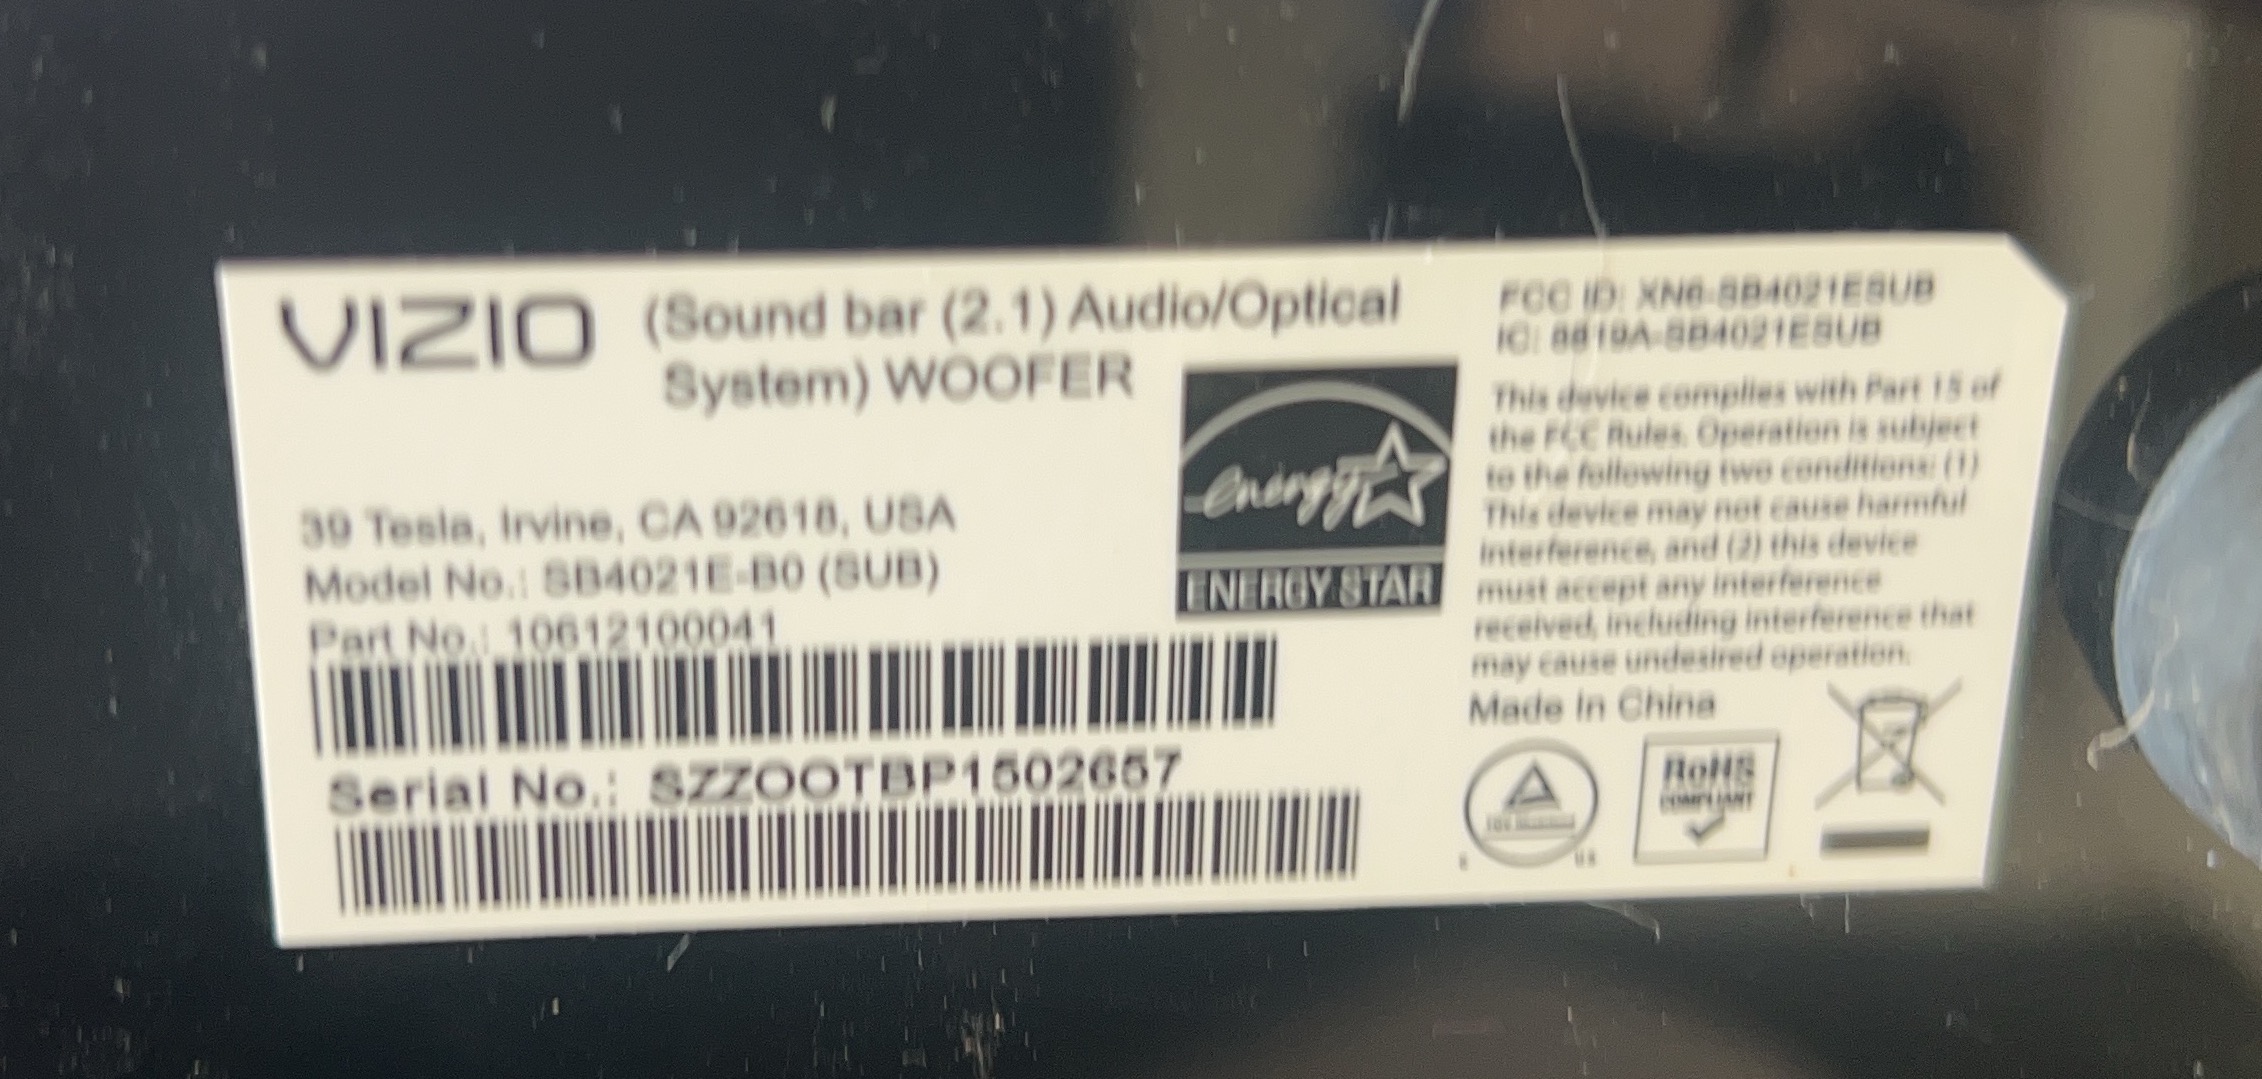 VIZIO (Sound bar (2.1) Audio/Optical
System) WOOFER
39 Tesla, Irvine, CA 92618, USA
Model No.: SB4021E-B0 (SUB)
Part No.: 10612100041
Serial No.: SZZOOTBP1502657
energy
ENERGY STAR
FCC ID: XN6-SB4021ESUB
IC: 8819A-SB4021ESUB
This device complies with Part 15 of
the FCC Rules. Operation is subject
to the following two conditions: (1)
This device may not cause harmful
interference, and (2) this device
must accept any interference
received, including interference that
may cause undesired operation.
Made In China
US
RoHS
COMPLIANT